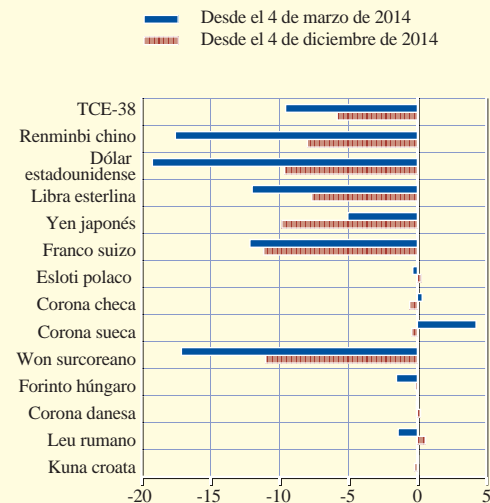 Desde el 4 de marzo de 2014
Desde el 4 de diciembre de 2014
TCE-38
Renminbi chino
Dólar
estadounidense
Libra esterlina
Yen japonés
Franco suizo
Esloti polaco
Corona checa
Corona sueca
Won surcoreano
Forinto húngaro
Corona danesa
Leu rumano
Kuna croata
-20 -15 -10 -5 0 5